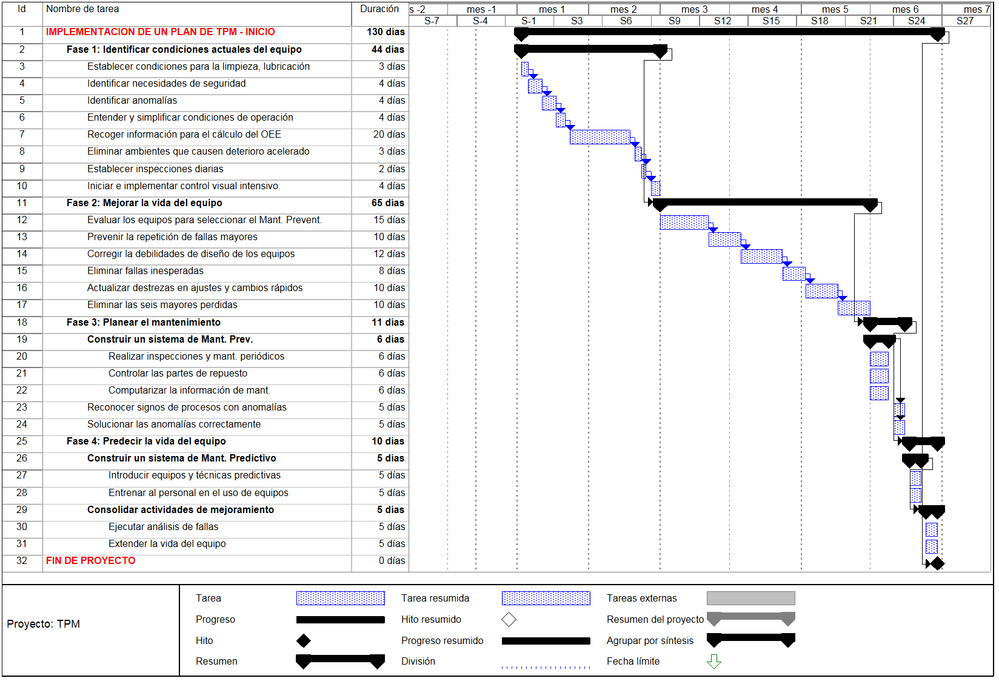 Id Nombre de tarea Duración s -2 mes -1 mes 1 mes 2 mes 3 mes 4 mes 5 mes 6 mes 7
S-7 S-4 S-1 S3 S6 S9 S12 S15 S18 S21 S24 S27
1 IMPLEMENTACION DE UN PLAN DE TPM - INICIO 130 días
2 Fase 1: Identificar condiciones actuales del equipo 44 días
3 Establecer condiciones para la limpieza, lubricación 3 días
4 Identificar necesidades de seguridad 4 días
5 Identificar anomalías 4 días
6 Entender y simplificar condiciones de operación 4 días
7 Recoger información para el cálculo del OEE 20 días
8 Eliminar ambientes que causen deterioro acelerado 3 días
9 Establecer inspecciones diarias 2 días
10 Iniciar e implementar control visual intensivo. 4 días
11 Fase 2: Mejorar la vida del equipo 65 días
12 Evaluar los equipos para seleccionar el Mant. Prevent. 15 días
13 Prevenir la repetición de fallas mayores 10 días
14 Corregir la debilidades de diseño de los equipos 12 días
15 Eliminar fallas inesperadas 8 días
16 Actualizar destrezas en ajustes y cambios rápidos 10 días
17 Eliminar las seis mayores perdidas 10 días
18 Fase 3: Planear el mantenimiento 11 días
19 Construir un sistema de Mant. Prev. 6 días
20 Realizar inspecciones y mant. periódicos 6 días
21 Controlar las partes de repuesto 6 días
22 Computarizar la información de mant. 6 días
23 Reconocer signos de procesos con anomalías 5 días
24 Solucionar las anomalías correctamente 5 días
25 Fase 4: Predecir la vida del equipo 10 días
26 Construir un sistema de Mant. Predictivo 5 días
27 Introducir equipos y técnicas predictivas 5 días
28 Entrenar al personal en el uso de equipos 5 días
29 Consolidar actividades de mejoramiento 5 días
30 Ejecutar análisis de fallas 5 días
31 Extender la vida del equipo 5 días
32 FIN DE PROYECTO 0 días
Proyecto: TPM
Tarea Tarea resumida Tareas externas
Progreso Hito resumido Resumen del proyecto
Hito Progreso resumido Agrupar por síntesis
Resumen División Fecha límite